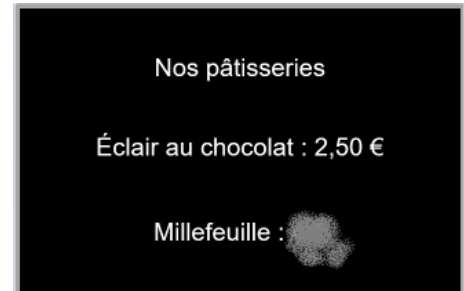 Nos pâtisseries
Éclair au chocolat : 2,50 €
Millefeuille :